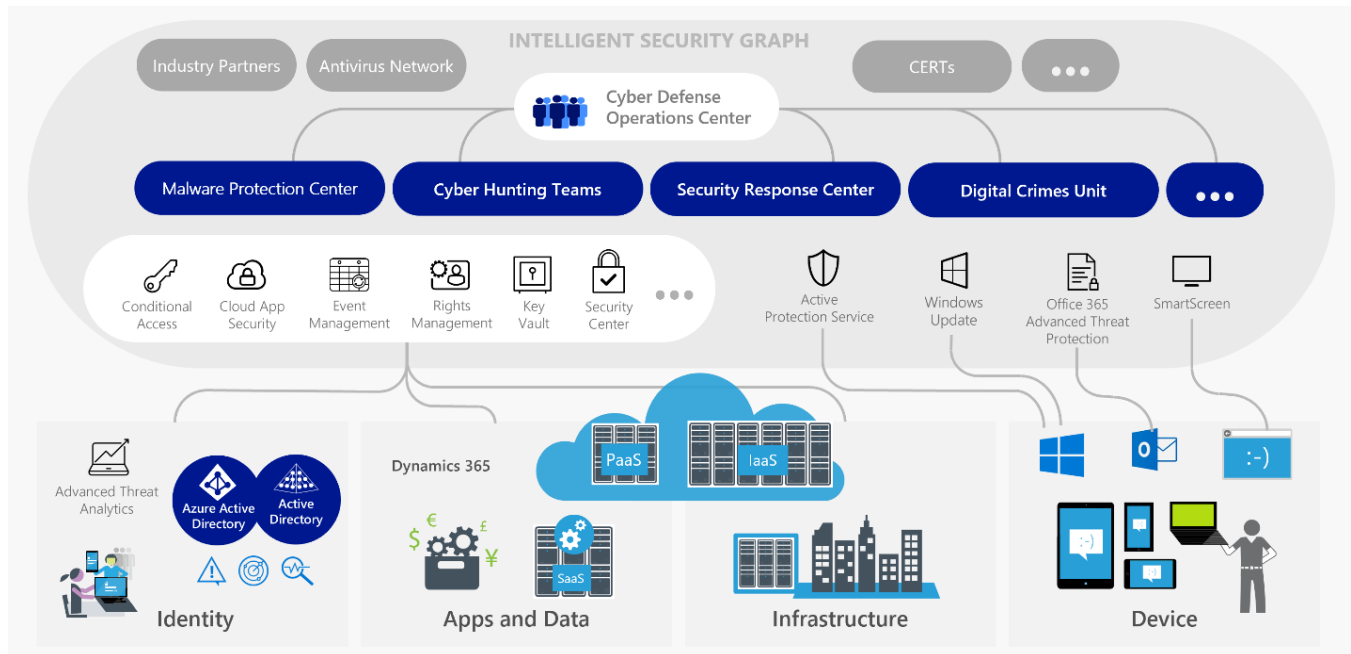 INTELLIGENT SECURITY GRAPH
Industry Partners
Antivirus Network
CERTs
Cyber Defense
Operations Center
Malware Protection Center
Cyber Hunting Teams
Security Response Center
Digital Crimes Unit
Conditional
Access
Cloud App
Security
Event
Management
Rights
Management
Key
Vault
Security
Center
Active
Protection Service
Windows
Update
Office 365
Advanced Threat
Protection
SmartScreen
Advanced Threat
Analytics
Azure Active
Directory
Active
Directory
Identity
Dynamics 365
$ € £ ¥
PaaS
IaaS
SaaS
Apps and Data
Infrastructure
O
:-)
:-)
Device